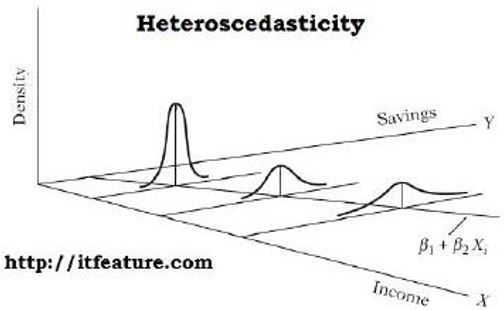 Heteroscedasticity
Density
Savings
Y
β₁ + β₂ Xᵢ
http://itfeature.com
Income
X